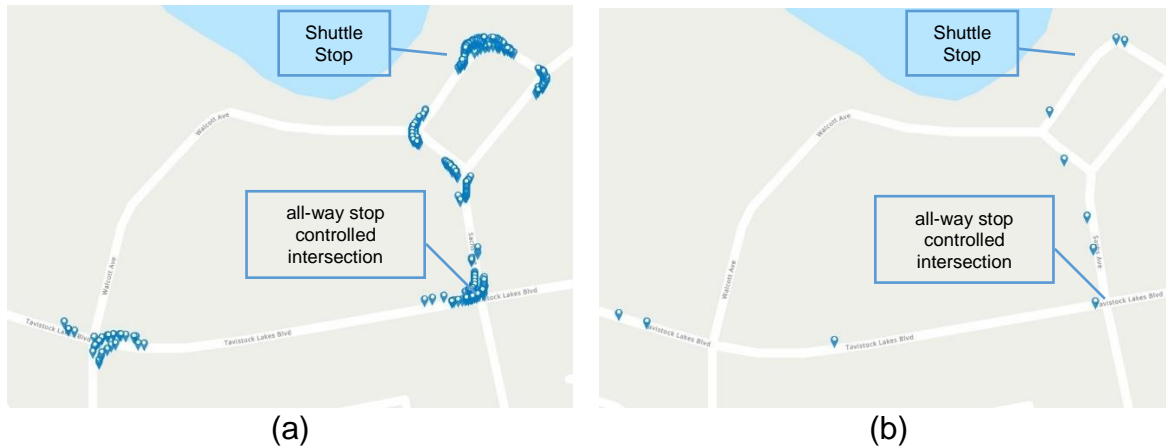 Shuttle
Stop
Walcott Ave
all-way stop
controlled
intersection
Walcott Ave
stock Lakes Blvd
Tavistock Lakes Blvd
Tavistock Lakes Blvd
(a)
Shuttle
Stop
Walcott Ave
all-way stop
controlled
intersection
Ave
Walcott Ave
Tavistock Lakes Blvd
Tavistock Lakes Blvd
Tavistock Lakes Blvd
(b)